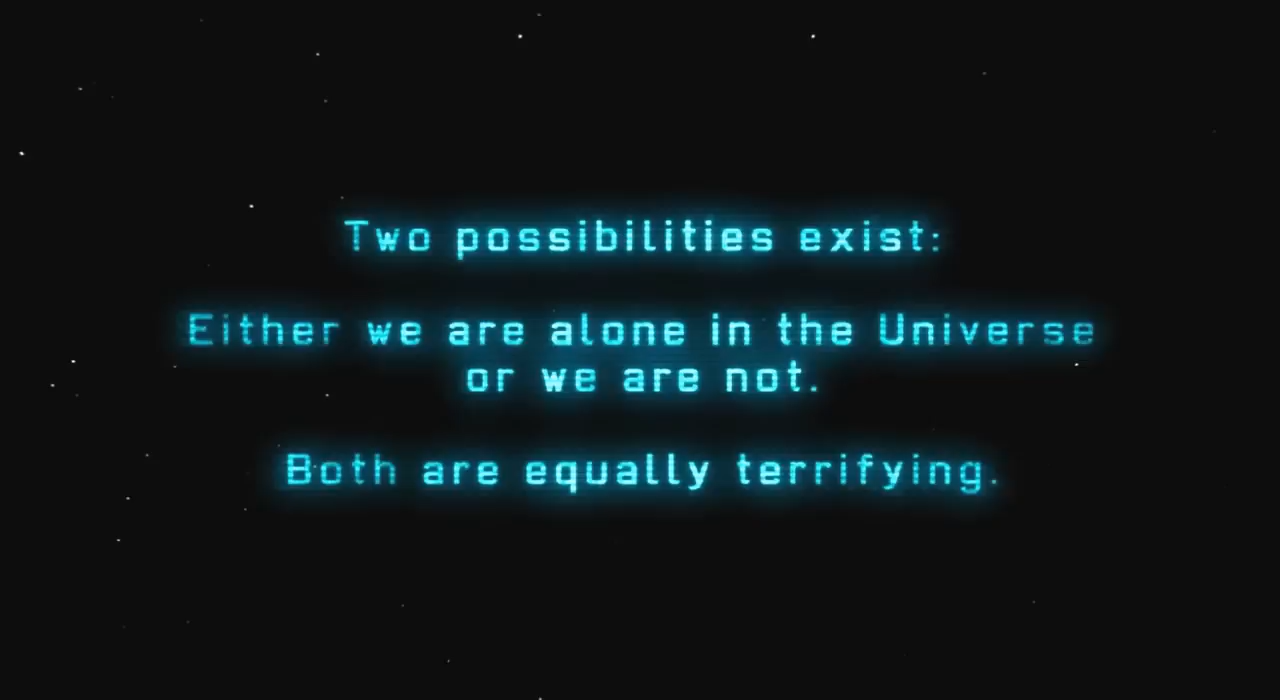 Two possibilities exist:
Either we are alone in the Universe
or we are not.
Both are equally terrifying.